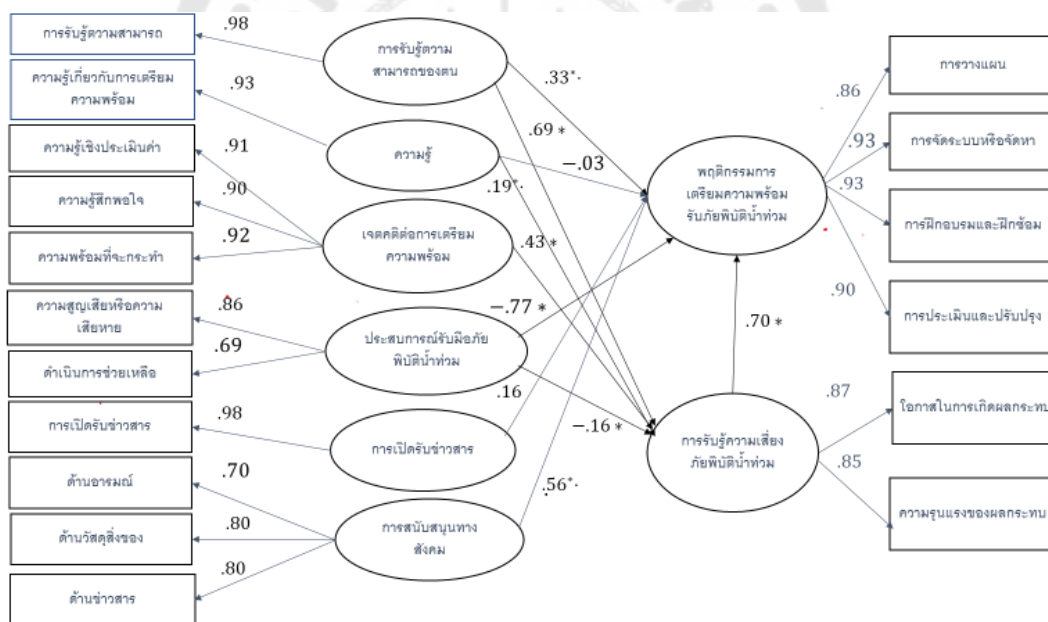 การรับรู้ความสามารถ
ความรู้เกี่ยวกับการเตรียม
ความพร้อม
ความรู้เชิงประเมินค่า
ความรู้สึกพอใจ
ความพร้อมที่จะกระทำ
ความสูญเสียหรือความ
เสียหาย
ดำเนินการช่วยเหลือ
การเปิดรับข่าวสาร
ด้านอารมณ์
ด้านวัสดุสิ่งของ
ด้านข่าวสาร
.98
.93
.91
.90
.92
.86
.69
.98
.70
.80
.80
การรับรู้ความ
สามารถของตน
ความรู้
เจตคติต่อการเตรียม
ความพร้อม
ประสบการณ์รับมือภัย
พิบัติน้ำท่วม
การเปิดรับข่าวสาร
การสนับสนุนทาง
สังคม
.33*.
.69 *
−.03
.19*.
.43 *
−.77 *
.16
−.16 *
.56*.
พฤติกรรมการ
เตรียมความพร้อม
รับภัยพิบัติน้ำท่วม
.70 *
การรับรู้ความเสี่ยง
ภัยพิบัติน้ำท่วม
.86
.93
.93
.90
.87
.85
การวางแผน
การจัดระบบหรือจัดหา
การฝึกอบรมและฝึกซ้อม
การประเมินและปรับปรุง
โอกาสในการเกิดผลกระทบ
ความรุนแรงของผลกระทบ